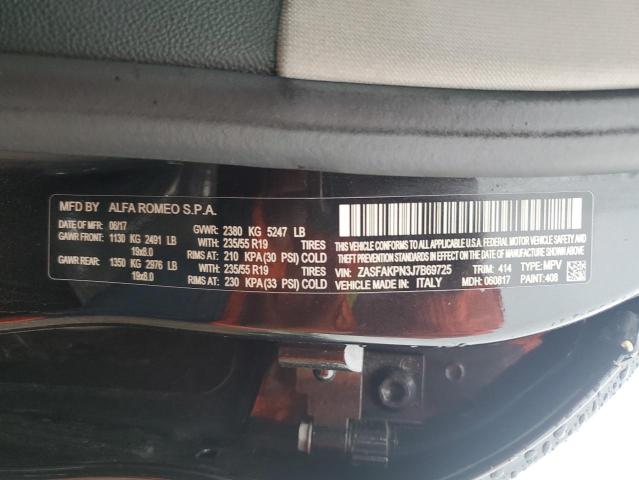 MFD BY ALFA ROMEO S.P.A.
DATE OF MFR: 06/17 GVWR: 2380 KG 5247 LB
GAWR FRONT: 1130 KG 2491 LB 235/55 R19 TIRES
19x8.0 RIMS AT: 210 KPA(30 PSI) COLD
GAWR REAR: 1350 KG 2976 LB 235/55 R19 TIRES
19x8.0 RIMS AT: 230 KPA(33 PSI) COLD
THIS VEHICLE CONFORMS TO ALL APPLICABLE U.S.A.
FEDERAL MOTOR VEHICLE SAFETY, BUMPER, AND
THEFT PREVENTION STANDARDS IN EFFECT ON THE
DATE OF MANUFACTURE SHOWN ABOVE.
VIN: ZASFAKPN3J7B69725 TRIM: 414 TYPE: MPV
VEHICLE MADE IN: ITALY MDH: 060817 PAINT: 408